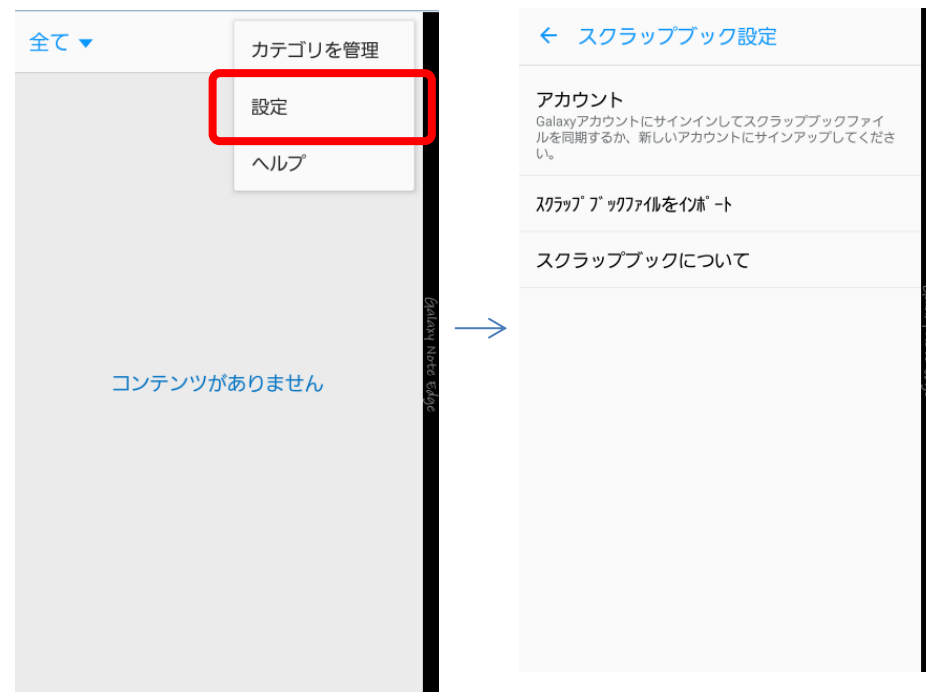 全て ▼
カテゴリを管理
設定
ヘルプ
コンテンツがありません
Galaxy Note Edge
← スクラップブック設定
アカウント
Galaxyアカウントにサインインしてスクラップブックファイ
ルを同期するか、新しいアカウントにサインアップしてくださ
い。
ｽｸﾗｯﾌﾟﾌﾞｯｸﾌｧｲﾙをｲﾝﾎﾟｰﾄ
スクラップブックについて